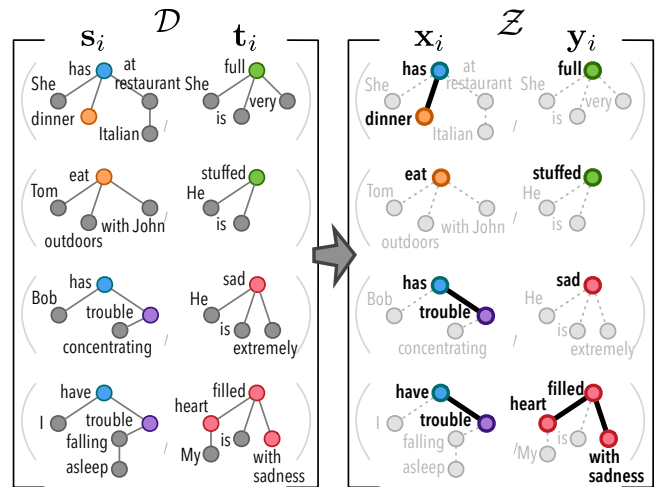 𝒟
𝒵
s_i
t_i
x_i
y_i
has
at
restaurant
She
dinner
Italian
full
She
is
very
has
at
restaurant
She
dinner
Italian
full
She
is
very
eat
Tom
outdoors
with John
stuffed
He
is
eat
Tom
outdoors
with John
stuffed
He
is
has
Bob
trouble
concentrating
sad
He
is
extremely
has
Bob
trouble
concentrating
sad
He
is
extremely
have
I
trouble
falling
asleep
filled
heart
is
My
with
sadness
have
I
trouble
falling
asleep
filled
heart
is
My
with
sadness